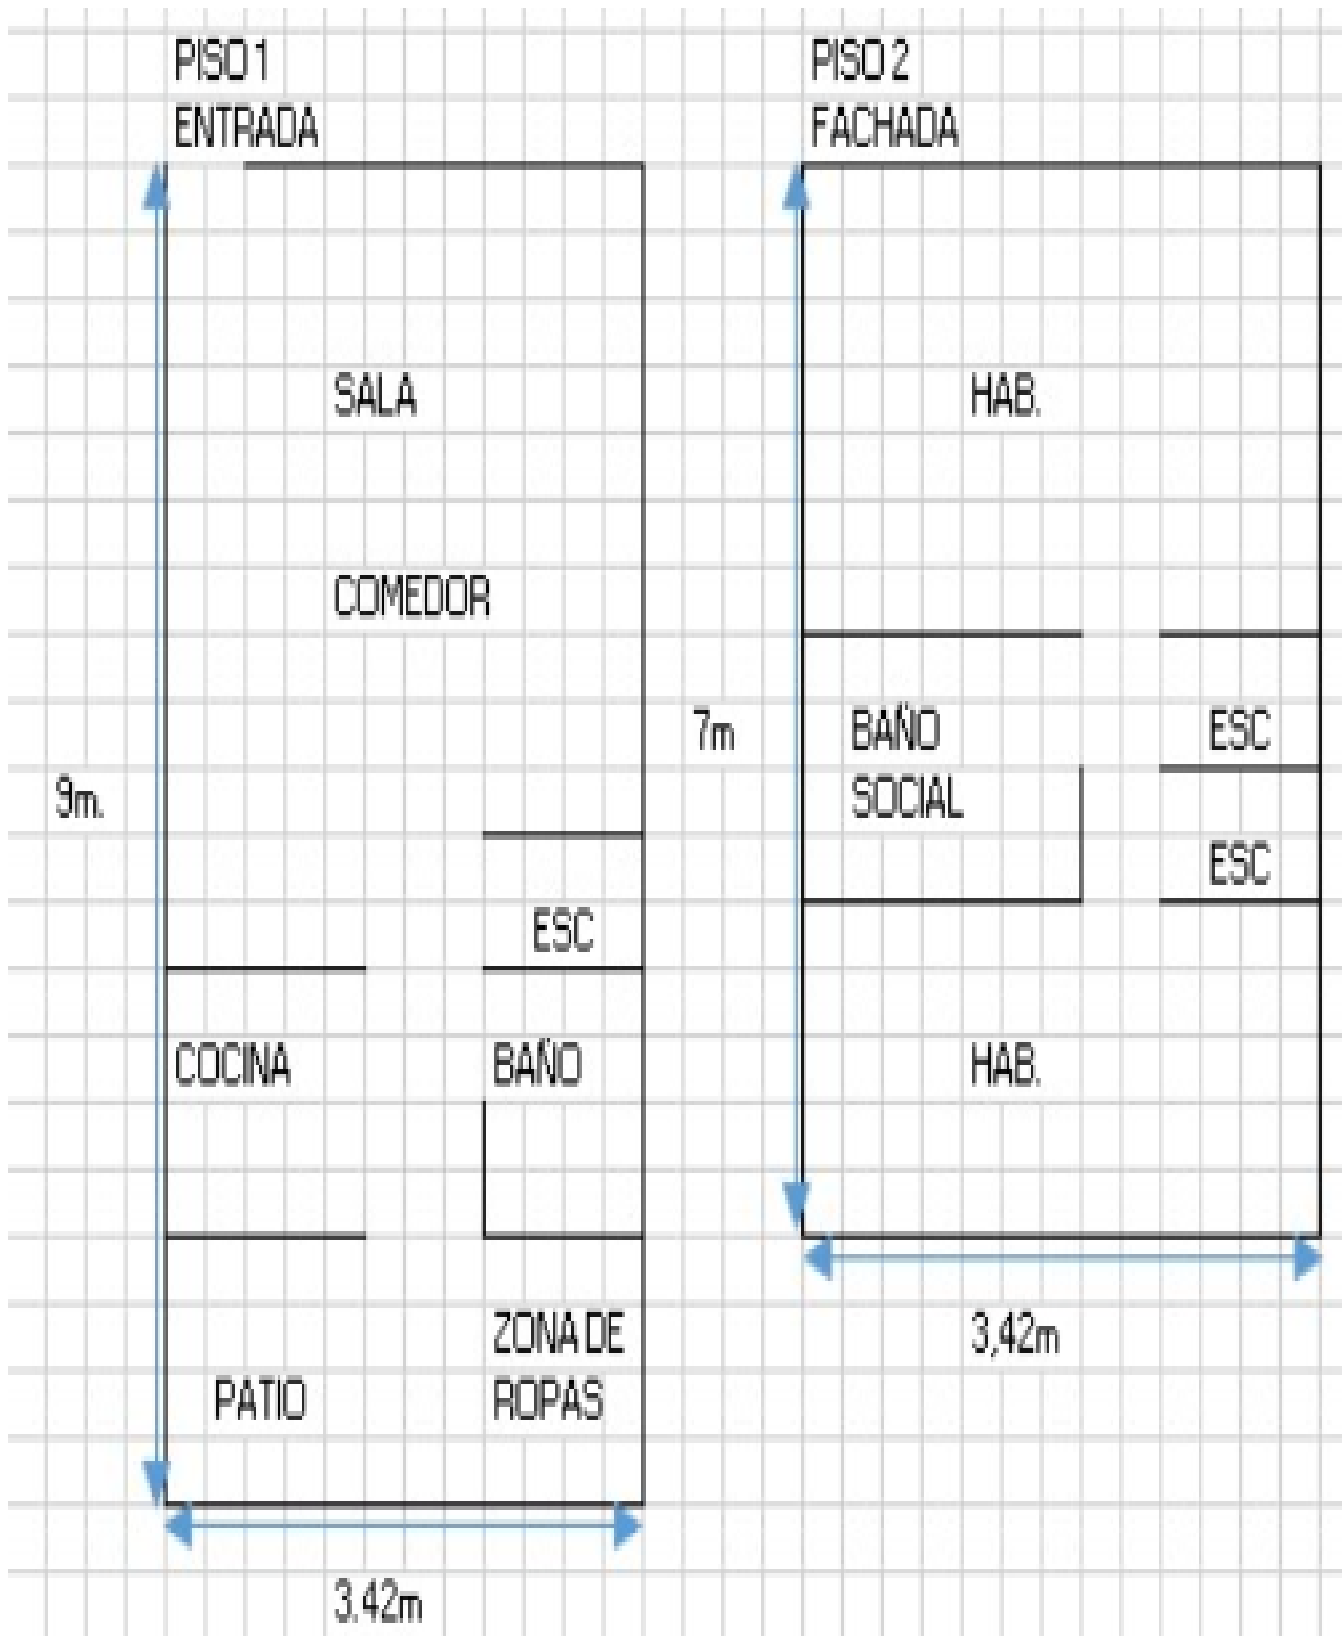 PISO 1
ENTRADA
SALA
COMEDOR
9m.
ESC
COCINA
BAÑO
ZONA DE
ROPAS
PATIO
3.42m
PISO 2
FACHADA
HAB.
7m
BAÑO
SOCIAL
ESC
ESC
HAB.
3,42m